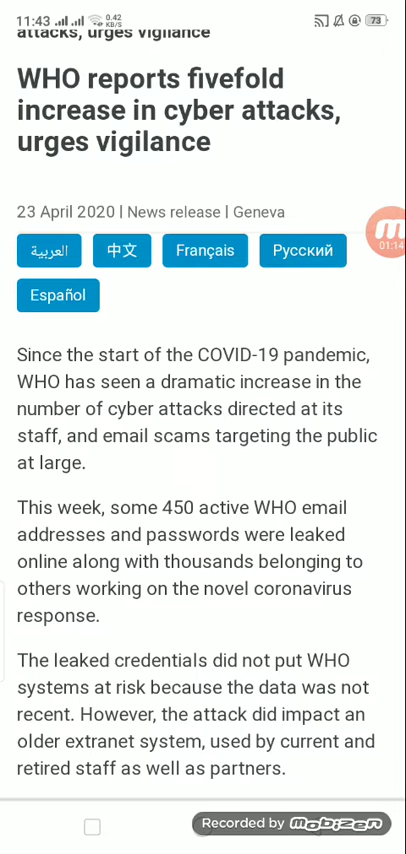 11:43 0.42 KB/S 73
attacks, urges vigilance
WHO reports fivefold
increase in cyber attacks,
urges vigilance
23 April 2020 | News release | Geneva
العربية 中文 Français Русский
01:14
Español
Since the start of the COVID-19 pandemic,
WHO has seen a dramatic increase in the
number of cyber attacks directed at its
staff, and email scams targeting the public
at large.
This week, some 450 active WHO email
addresses and passwords were leaked
online along with thousands belonging to
others working on the novel coronavirus
response.
The leaked credentials did not put WHO
systems at risk because the data was not
recent. However, the attack did impact an
older extranet system, used by current and
retired staff as well as partners.
Recorded by mobizen